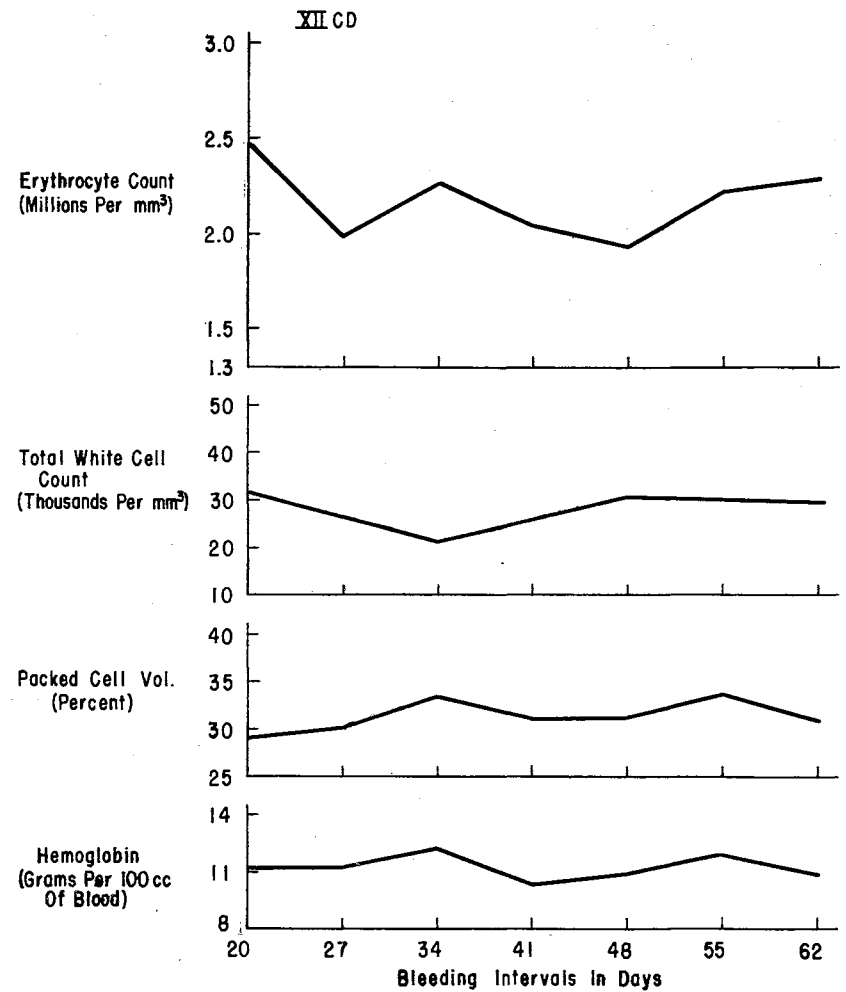 XII CD
3.0
2.5
Erythrocyte Count
(Millions Per mm³)
2.0
1.5
1.3
50
40
Total White Cell
Count
(Thousands Per mm³)
30
20
10
40
Packed Cell Vol.
(Percent)
35
30
25
14
Hemoglobin
(Grams Per 100 cc
Of Blood)
11
8
20 27 34 41 48 55 62
Bleeding Intervals In Days